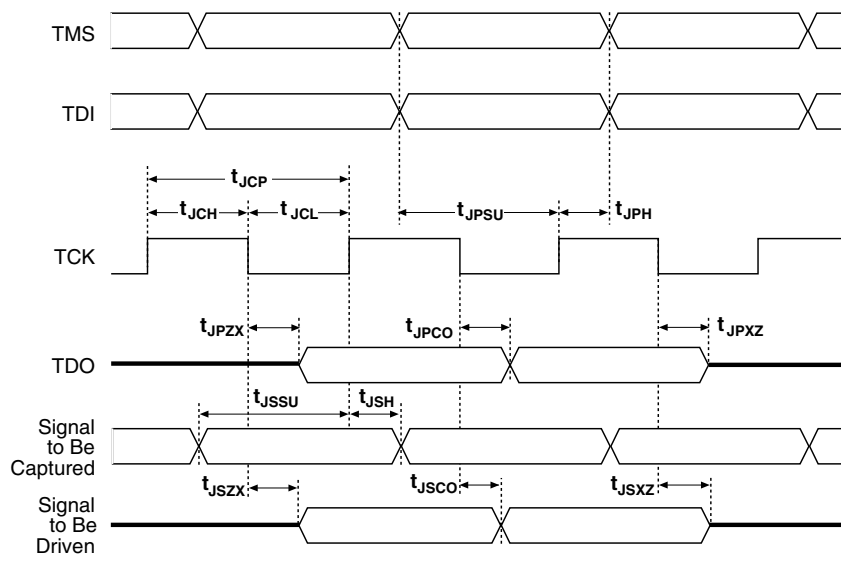 TMS
TDI
tJCP
tJCH tJCL tJPSU tJPH
TCK
tJPZX tJPCO tJPXZ
TDO
tJSSU tJSH
Signal
to Be
Captured
tJSZX tJSCO tJSXZ
Signal
to Be
Driven